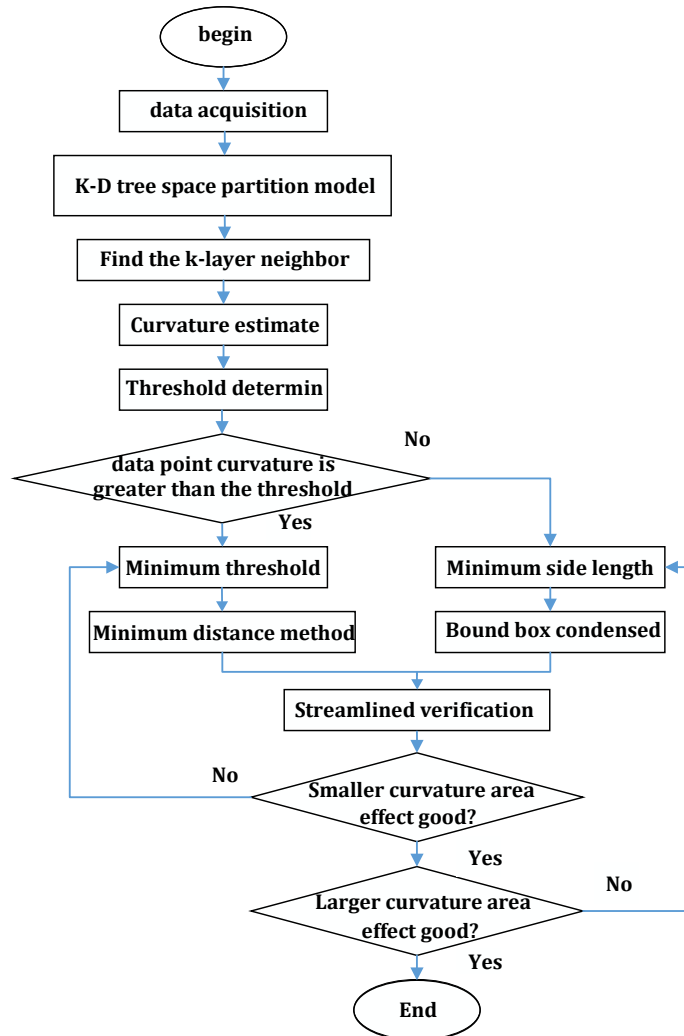 begin
data acquisition
K-D tree space partition model
Find the k-layer neighbor
Curvature estimate
Threshold determin
No
data point curvature is
greater than the threshold
Yes
Minimum threshold
Minimum side length
Minimum distance method
Bound box condensed
Streamlined verification
No
Smaller curvature area
effect good?
Yes
No
Larger curvature area
effect good?
Yes
End